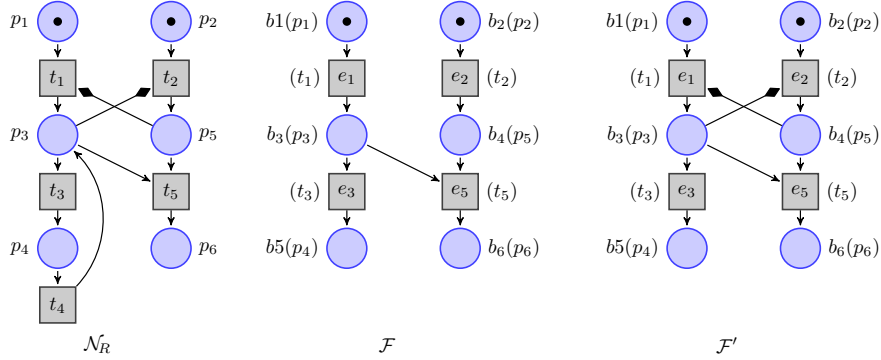 p₁ p₂ b1(p₁) b₂(p₂) b1(p₁) b₂(p₂)
t₁ t₂ (t₁) e₁ e₂ (t₂) (t₁) e₁ e₂ (t₂)
p₃ p₅ b₃(p₃) b₄(p₅) b₃(p₃) b₄(p₅)
t₃ t₅ (t₃) e₃ e₅ (t₅) (t₃) e₃ e₅ (t₅)
p₄ p₆ b5(p₄) b₆(p₆) b5(p₄) b₆(p₆)
t₄
𝒩_R ℱ ℱ′